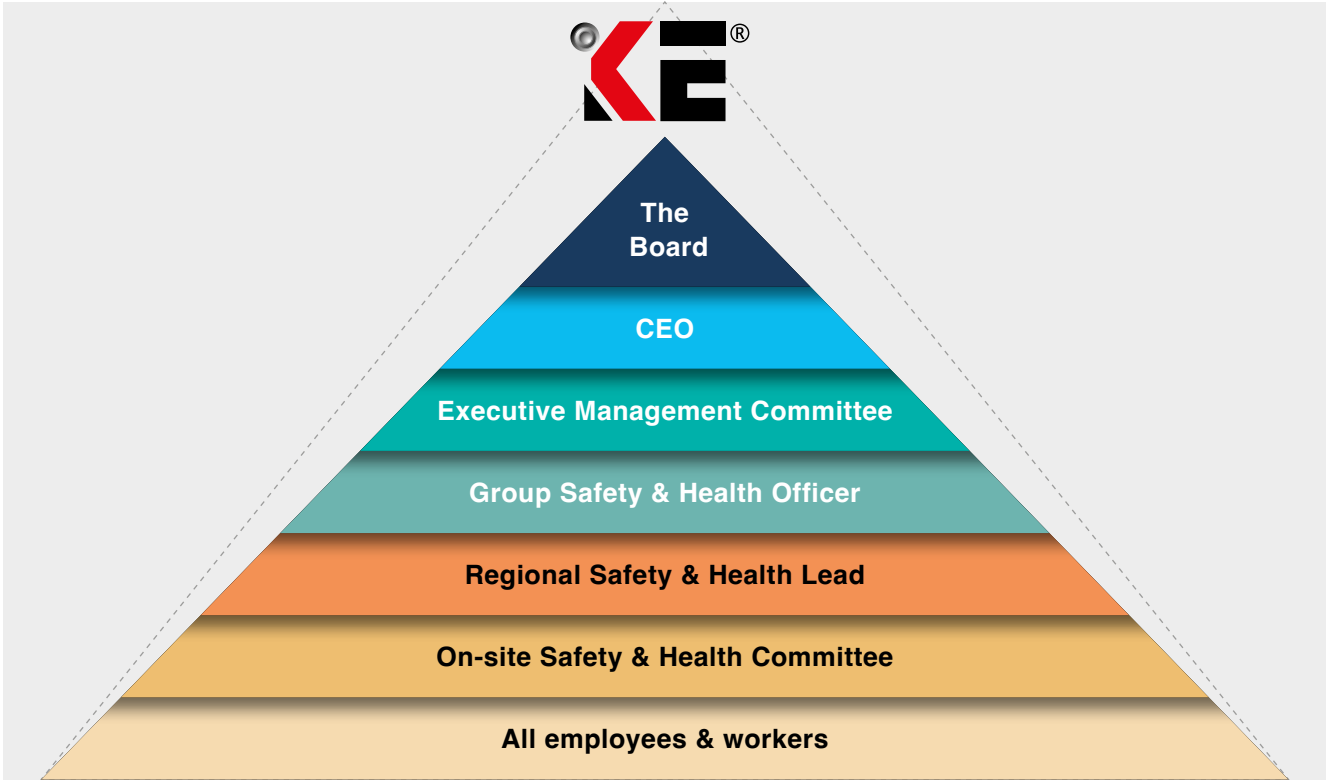 KE®
The
Board
CEO
Executive Management Committee
Group Safety & Health Officer
Regional Safety & Health Lead
On-site Safety & Health Committee
All employees & workers